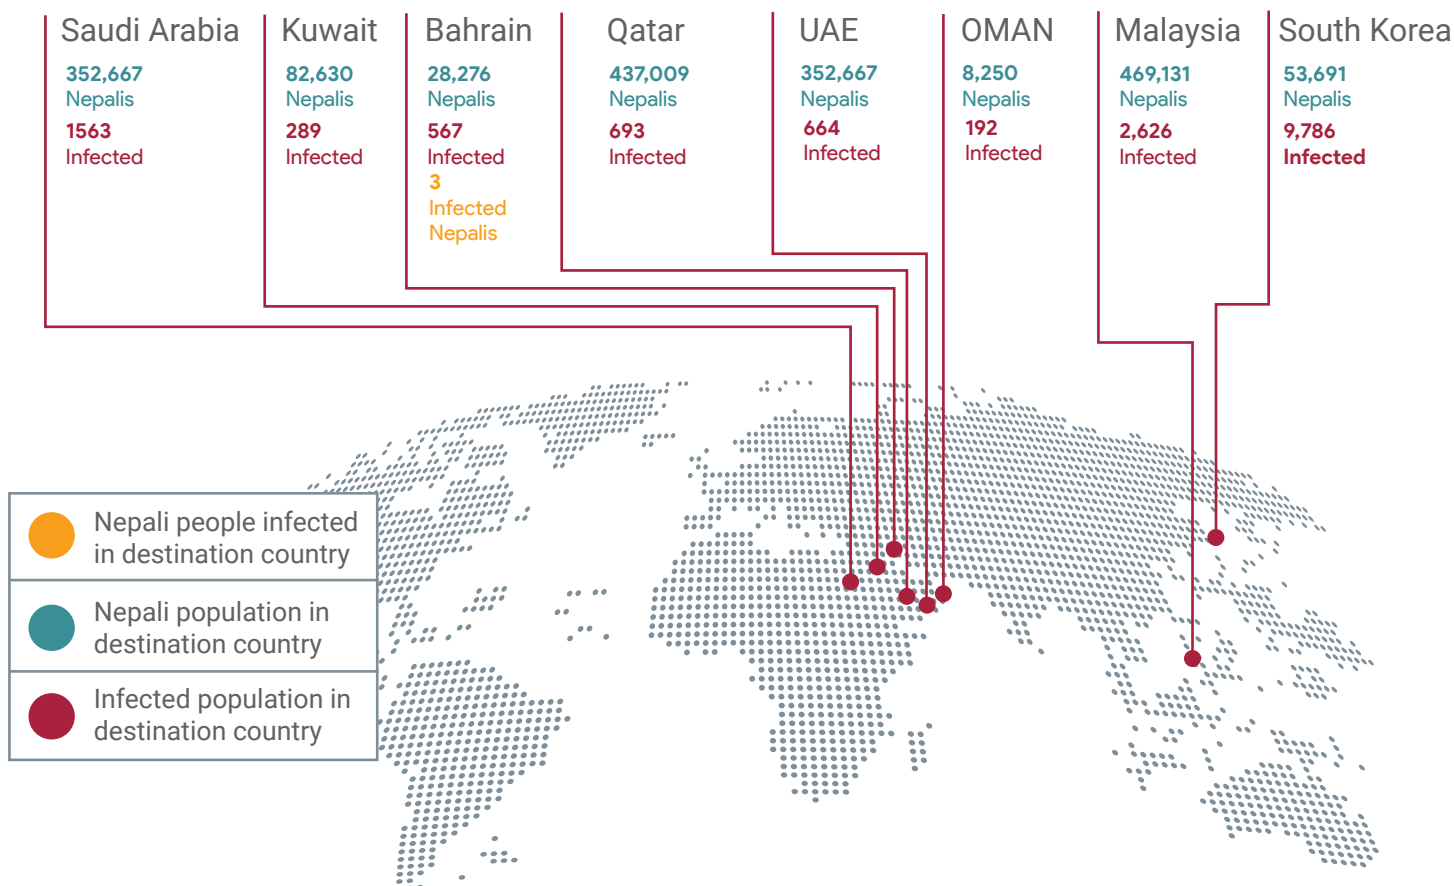 Saudi Arabia
352,667
Nepalis
1563
Infected
Kuwait
82,630
Nepalis
289
Infected
Bahrain
28,276
Nepalis
567
Infected
3
Infected
Nepalis
Qatar
437,009
Nepalis
693
Infected
UAE
352,667
Nepalis
664
Infected
OMAN
8,250
Nepalis
192
Infected
Malaysia
469,131
Nepalis
2,626
Infected
South Korea
53,691
Nepalis
9,786
Infected
Nepali people infected
in destination country
Nepali population in
destination country
Infected population in
destination country